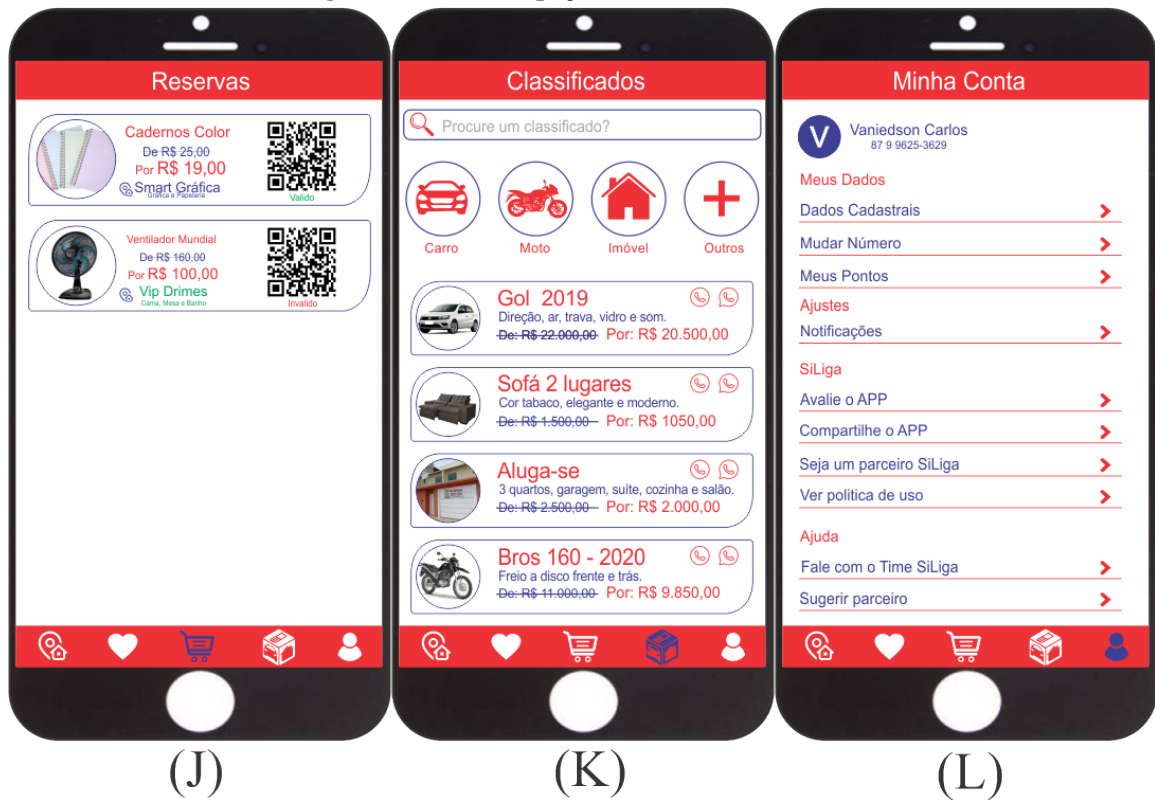 Reservas
Cadernos Color
De R$ 25,00
Por R$ 19,00
Smart Gráfica
Gráfica e Papelaria
Valido
Ventilador Mundial
De R$ 160,00
Por R$ 100,00
Vip Drimes
Cama, Mesa e Banho
Invalido
(J)
Classificados
Procure um classificado?
Carro
Moto
Imóvel
Outros
Gol 2019
Direção, ar, trava, vidro e som.
De: R$ 22.000,00 Por: R$ 20.500,00
Sofá 2 lugares
Cor tabaco, elegante e moderno.
De: R$ 1.500,00 Por: R$ 1050,00
Aluga-se
3 quartos, garagem, suíte, cozinha e salão.
De: R$ 2.500,00 Por: R$ 2.000,00
Bros 160 - 2020
Freio a disco frente e trás.
De: R$ 11.000,00 Por: R$ 9.850,00
(K)
Minha Conta
V
Vaniedson Carlos
87 9 9625-3629
Meus Dados
Dados Cadastrais
Mudar Número
Meus Pontos
Ajustes
Notificações
SiLiga
Avalie o APP
Compartilhe o APP
Seja um parceiro SiLiga
Ver politica de uso
Ajuda
Fale com o Time SiLiga
Sugerir parceiro
(L)